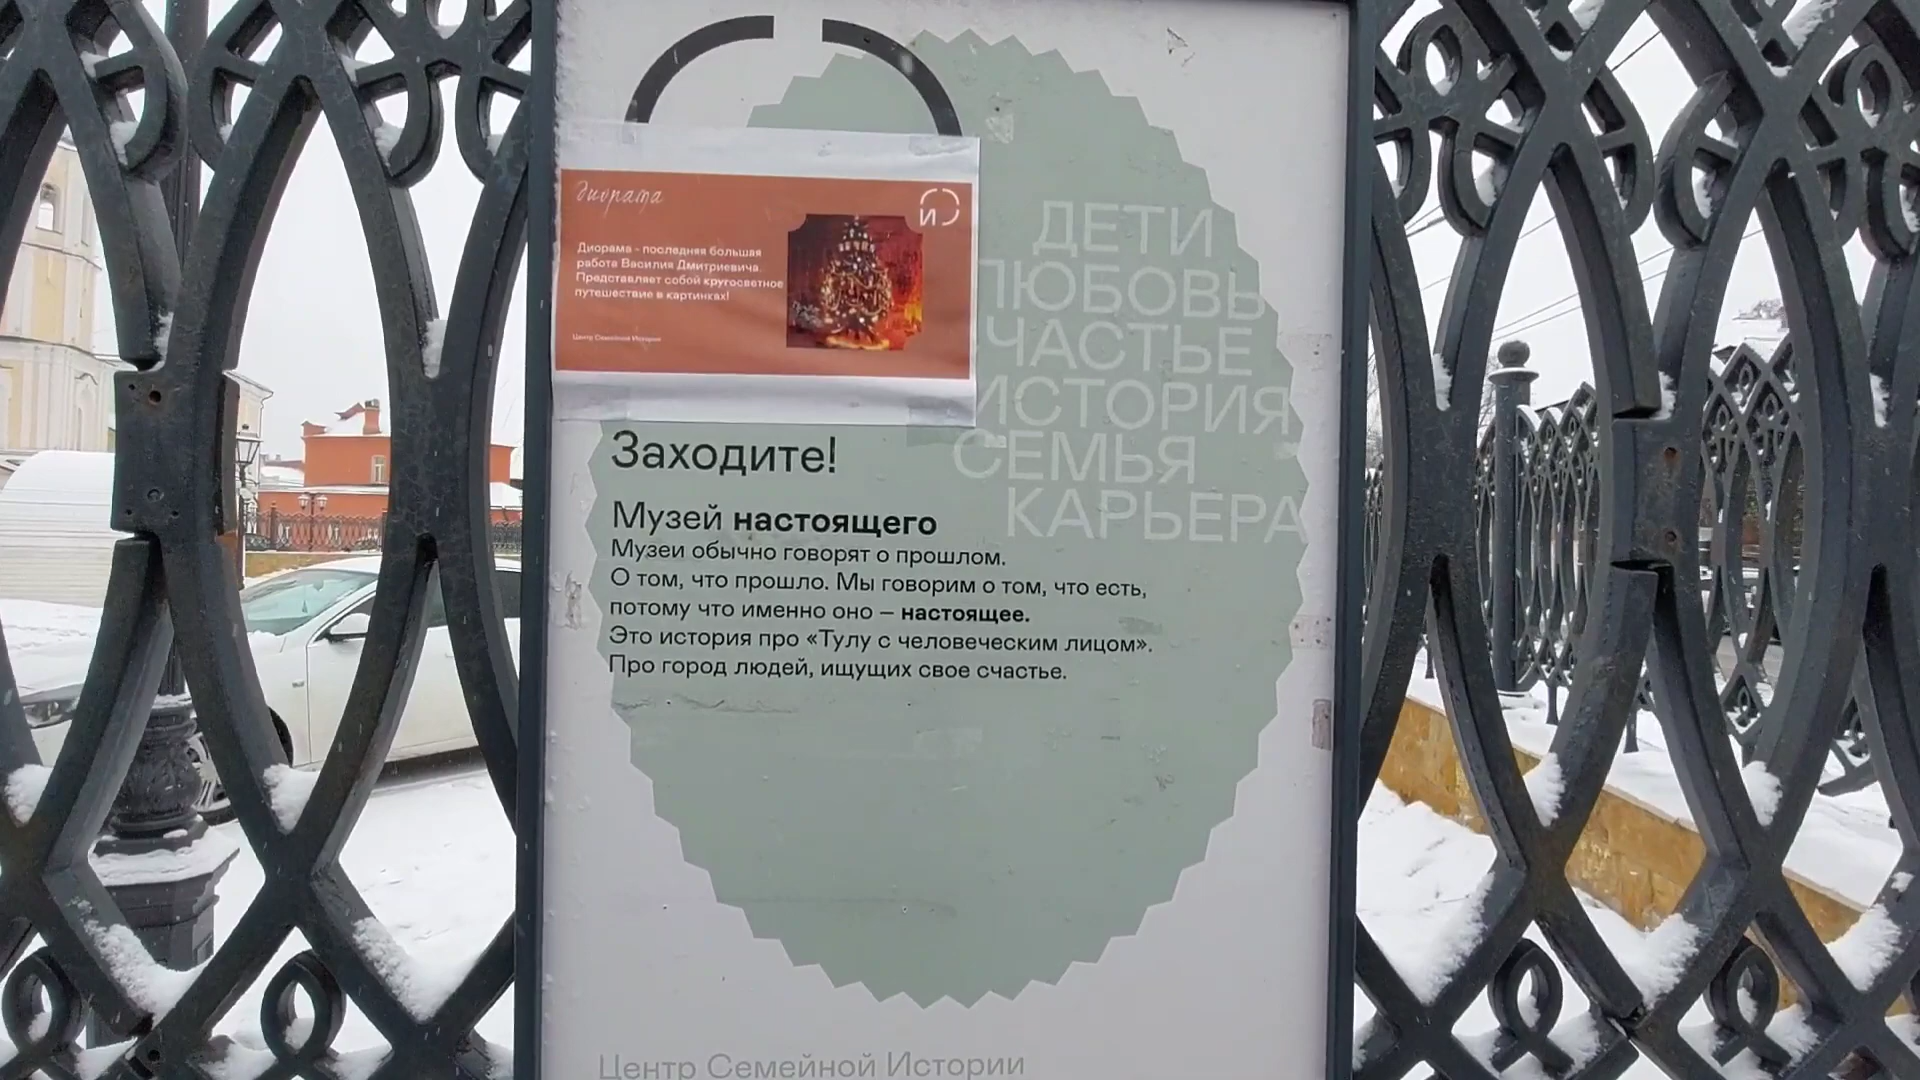 диорама
И
Диорама - последняя большая
работа Василия Дмитриевича.
Представляет собой кругосветное
путешествие в картинках!
Центр Семейной Истории
ДЕТИ
ЛЮБОВЬ
ЧАСТЬЕ
ИСТОРИЯ
СЕМЬЯ
КАРЬЕРА
Заходите!
Музей настоящего
Музеи обычно говорят о прошлом.
О том, что прошло. Мы говорим о том, что есть,
потому что именно оно – настоящее.
Это история про «Тулу с человеческим лицом».
Про город людей, ищущих свое счастье.
Центр Семейной Истории